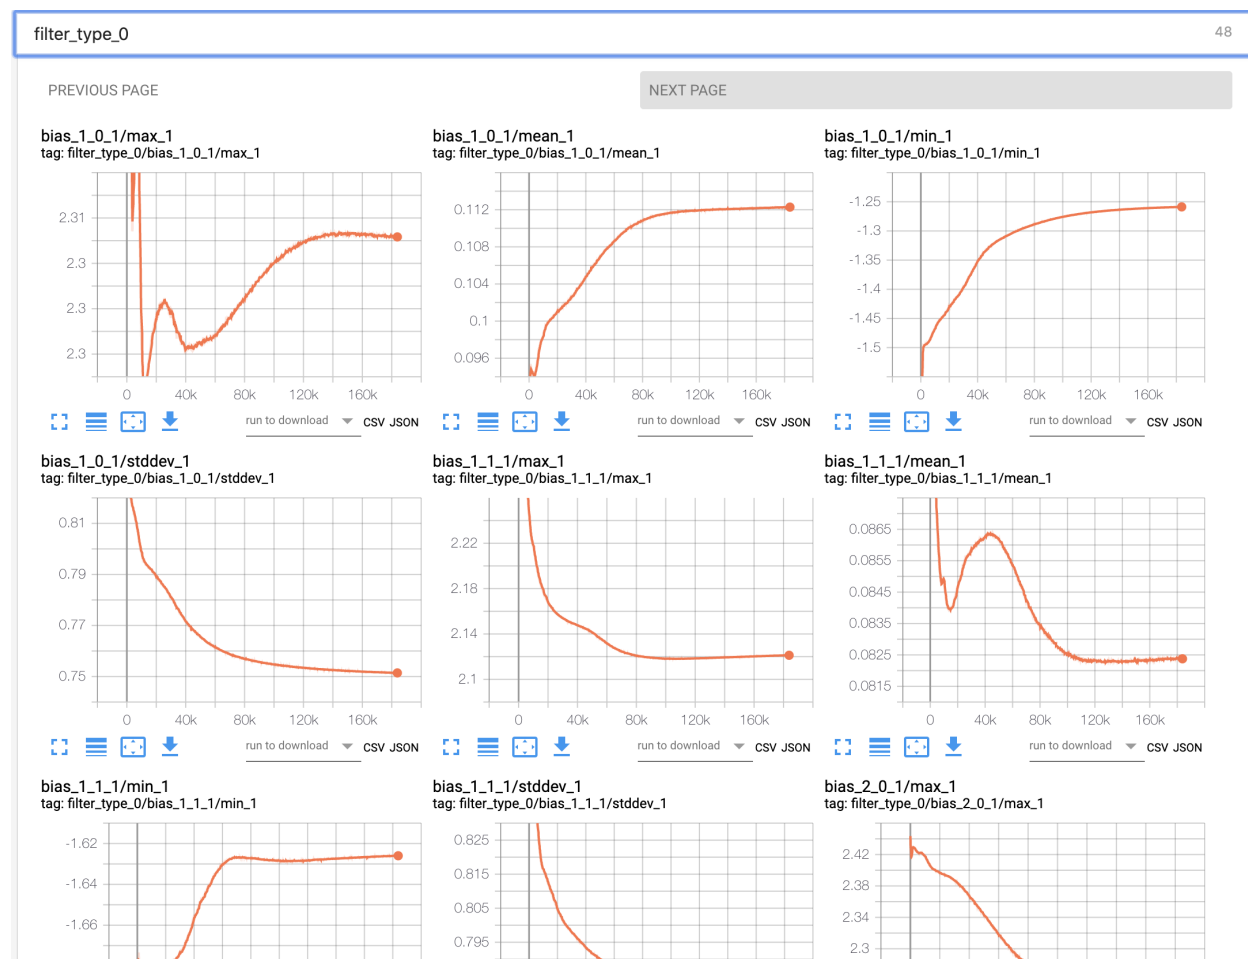 filter_type_0
48
PREVIOUS PAGE
NEXT PAGE
bias_1_0_1/max_1
tag: filter_type_0/bias_1_0_1/max_1
2.31
2.3
2.3
2.3
0
40k
80k
120k
160k
run to download
CSV JSON
bias_1_0_1/mean_1
tag: filter_type_0/bias_1_0_1/mean_1
0.112
0.108
0.104
0.1
0.096
0
40k
80k
120k
160k
run to download
CSV JSON
bias_1_0_1/min_1
tag: filter_type_0/bias_1_0_1/min_1
-1.25
-1.3
-1.35
-1.4
-1.45
-1.5
0
40k
80k
120k
160k
run to download
CSV JSON
bias_1_0_1/stddev_1
tag: filter_type_0/bias_1_0_1/stddev_1
0.81
0.79
0.77
0.75
0
40k
80k
120k
160k
run to download
CSV JSON
bias_1_1_1/max_1
tag: filter_type_0/bias_1_1_1/max_1
2.22
2.18
2.14
2.1
0
40k
80k
120k
160k
run to download
CSV JSON
bias_1_1_1/mean_1
tag: filter_type_0/bias_1_1_1/mean_1
0.0865
0.0855
0.0845
0.0835
0.0825
0.0815
0
40k
80k
120k
160k
run to download
CSV JSON
bias_1_1_1/min_1
tag: filter_type_0/bias_1_1_1/min_1
-1.62
-1.64
-1.66
bias_1_1_1/stddev_1
tag: filter_type_0/bias_1_1_1/stddev_1
0.825
0.815
0.805
0.795
bias_2_0_1/max_1
tag: filter_type_0/bias_2_0_1/max_1
2.42
2.38
2.34
2.3